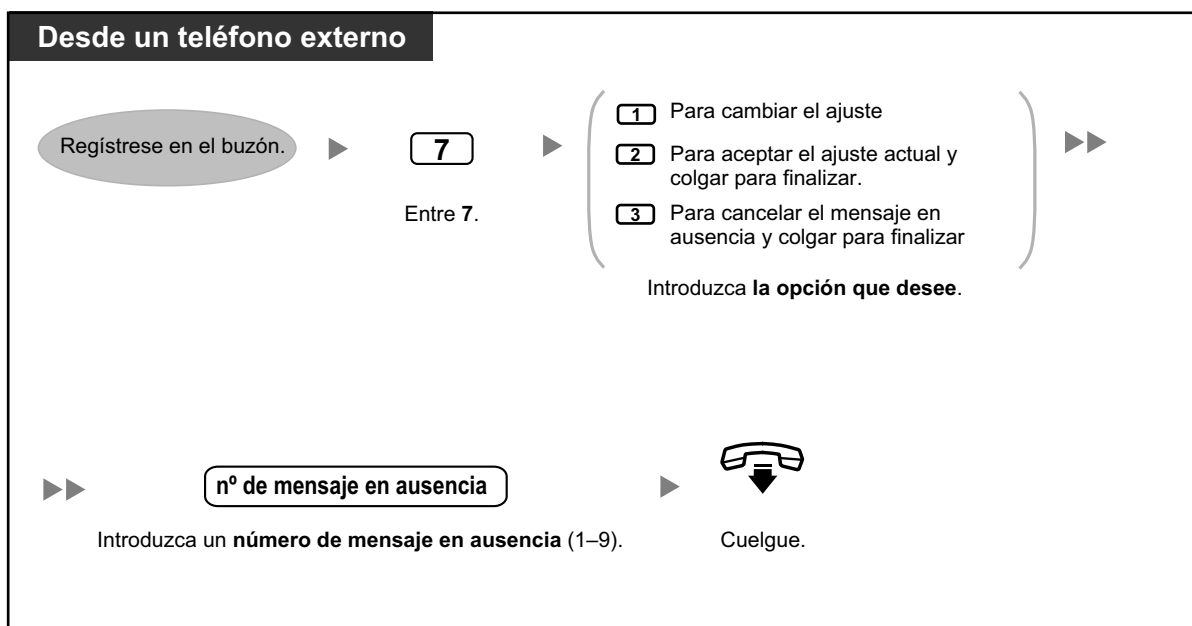 Desde un teléfono externo
Regístrese en el buzón.
7
Entre 7.
1 Para cambiar el ajuste
2 Para aceptar el ajuste actual y
colgar para finalizar.
3 Para cancelar el mensaje en
ausencia y colgar para finalizar
Introduzca la opción que desee.
nº de mensaje en ausencia
Introduzca un número de mensaje en ausencia (1–9).
Cuelgue.